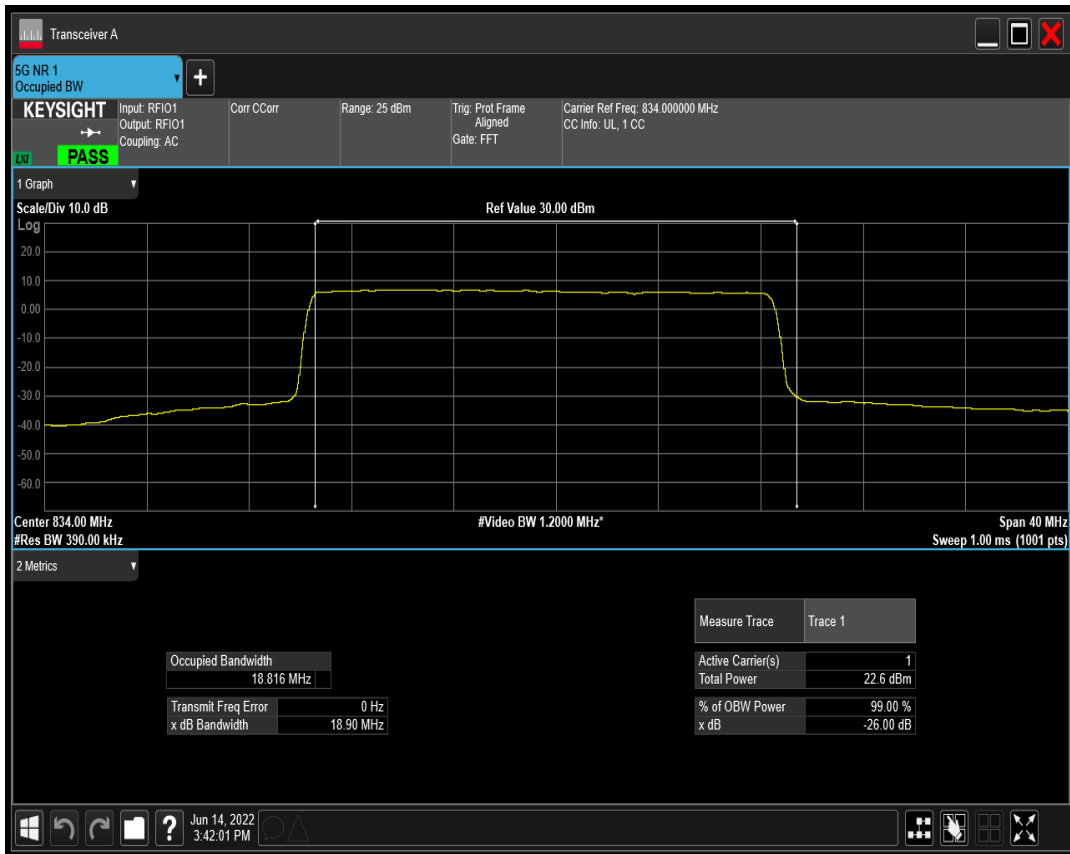 Transceiver A
5G NR 1
Occupied BW
+
KEYSIGHT
LXI
PASS
Input: RFIO1
Output: RFIO1
Coupling: AC
Corr CCorr
Range: 25 dBm
Trig: Prot Frame
Aligned
Gate: FFT
Carrier Ref Freq: 834.000000 MHz
CC Info: UL, 1 CC
1 Graph
Scale/Div 10.0 dB
Ref Value 30.00 dBm
Log
20.0
10.0
0.00
-10.0
-20.0
-30.0
-40.0
-50.0
-60.0
Center 834.00 MHz
#Video BW 1.2000 MHz*
Span 40 MHz
#Res BW 390.00 kHz
Sweep 1.00 ms (1001 pts)
2 Metrics
Measure Trace Trace 1
Occupied Bandwidth
18.816 MHz
Active Carrier(s) 1
Total Power 22.6 dBm
Transmit Freq Error 0 Hz
x dB Bandwidth 18.90 MHz
% of OBW Power 99.00 %
x dB -26.00 dB
?
Jun 14, 2022
3:42:01 PM